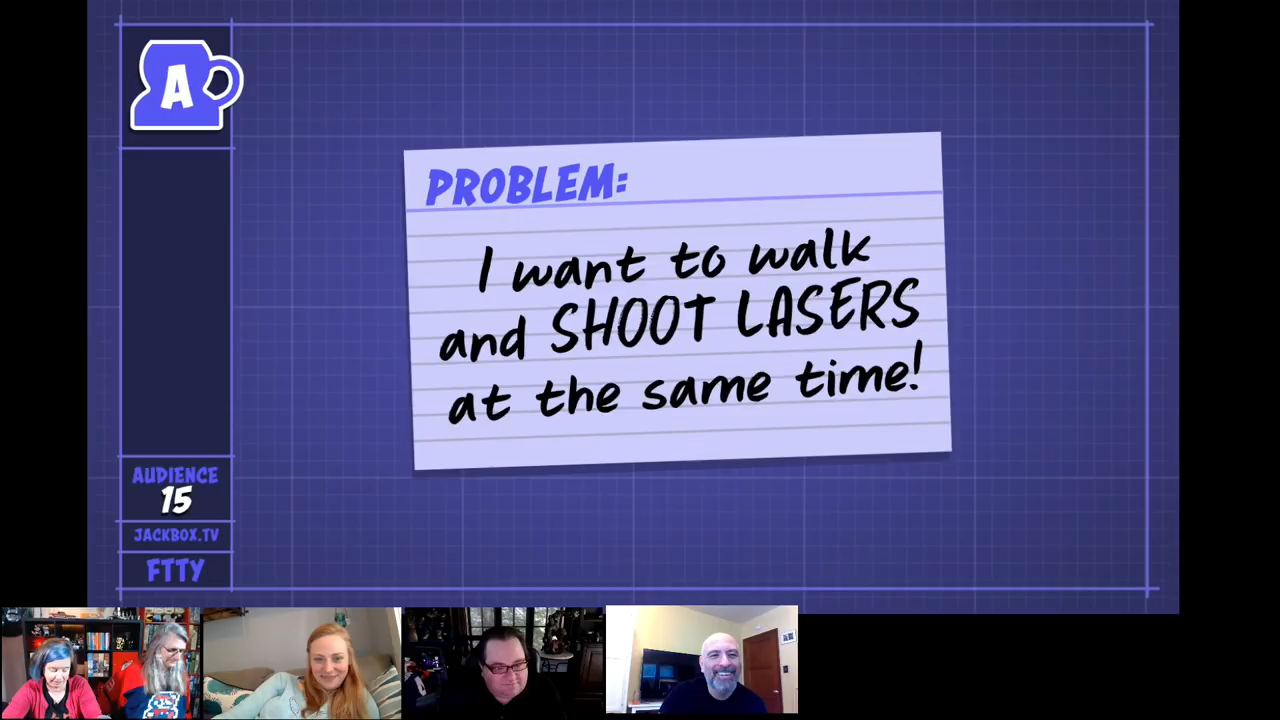 A
PROBLEM:
I want to walk
and SHOOT LASERS
at the same time!
AUDIENCE
15
JACKBOX.TV
FTTY